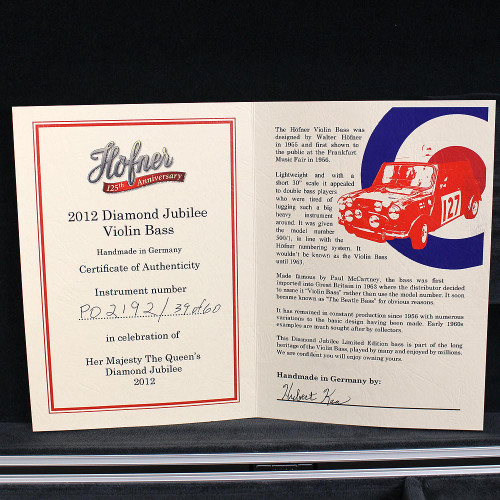 Höfner
125th Anniversary
2012 Diamond Jubilee
Violin Bass
Handmade in Germany
Certificate of Authenticity
Instrument number
PO2192/39 of 60
in celebration of
Her Majesty The Queen's
Diamond Jubilee
2012
The Höfner Violin Bass was
designed by Walter Höfner
in 1955 and first shown to
the public at the Frankfurt
Music Fair in 1956.
Lightweight and with a
short 30" scale it appealed
to double bass players
who were tired of
lugging such a big
heavy instrument
around. It was given
the model number
500/1, in line with the
Höfner numbering system. It
wouldn't be known as the Violin Bass
until 1963.
127
Made famous by Paul McCartney, the bass was first
imported into Great Britain in 1963 where the distributor decided
to name it "Violin Bass" rather than use the model number. It soon
became known as "The Beatle Bass" for obvious reasons.
It has remained in constant production since 1956 with numerous
variations to the basic design having been made. Early 1960s
examples are much sought after by collectors.
This Diamond Jubilee Limited Edition bass is part of the long
heritage of the Violin Bass, played by many and enjoyed by millions.
We are confident you will enjoy owning yours.
Handmade in Germany by: